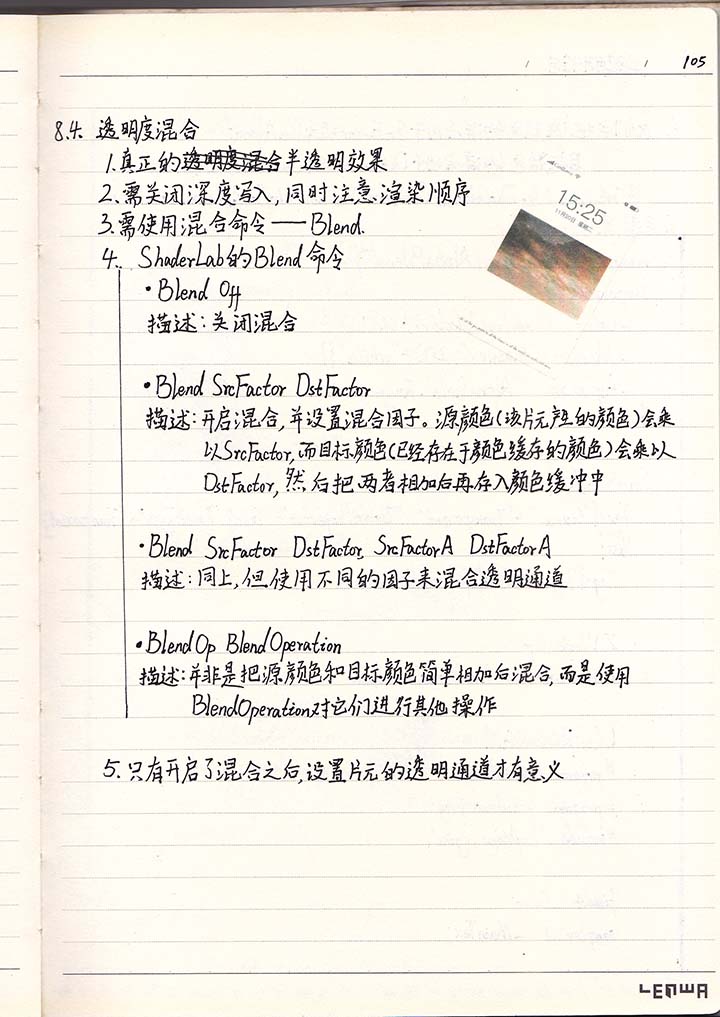 105
8.4. 透明度混合
1.真正的透明度混合半透明效果
2.需关闭深度写入,同时注意渲染顺序
3.需使用混合命令——Blend.
4. ShaderLab的Blend命令
·Blend Off
描述:关闭混合
·Blend SrcFactor DstFactor
描述:开启混合,并设置混合因子。源颜色(该片元产生的颜色)会乘
以SrcFactor,而目标颜色(已经存在于颜色缓存的颜色)会乘以
DstFactor,然后把两者相加后再存入颜色缓冲中
·Blend SrcFactor DstFactor, SrcFactorA DstFactorA
描述:同上,但使用不同的因子来混合透明通道
·BlendOp BlendOperation
描述:并非是把源颜色和目标颜色简单相加后混合,而是使用
BlendOperation对它们进行其他操作
5.只有开启了混合之后,设置片元的透明通道才有意义
15:25
LENWA